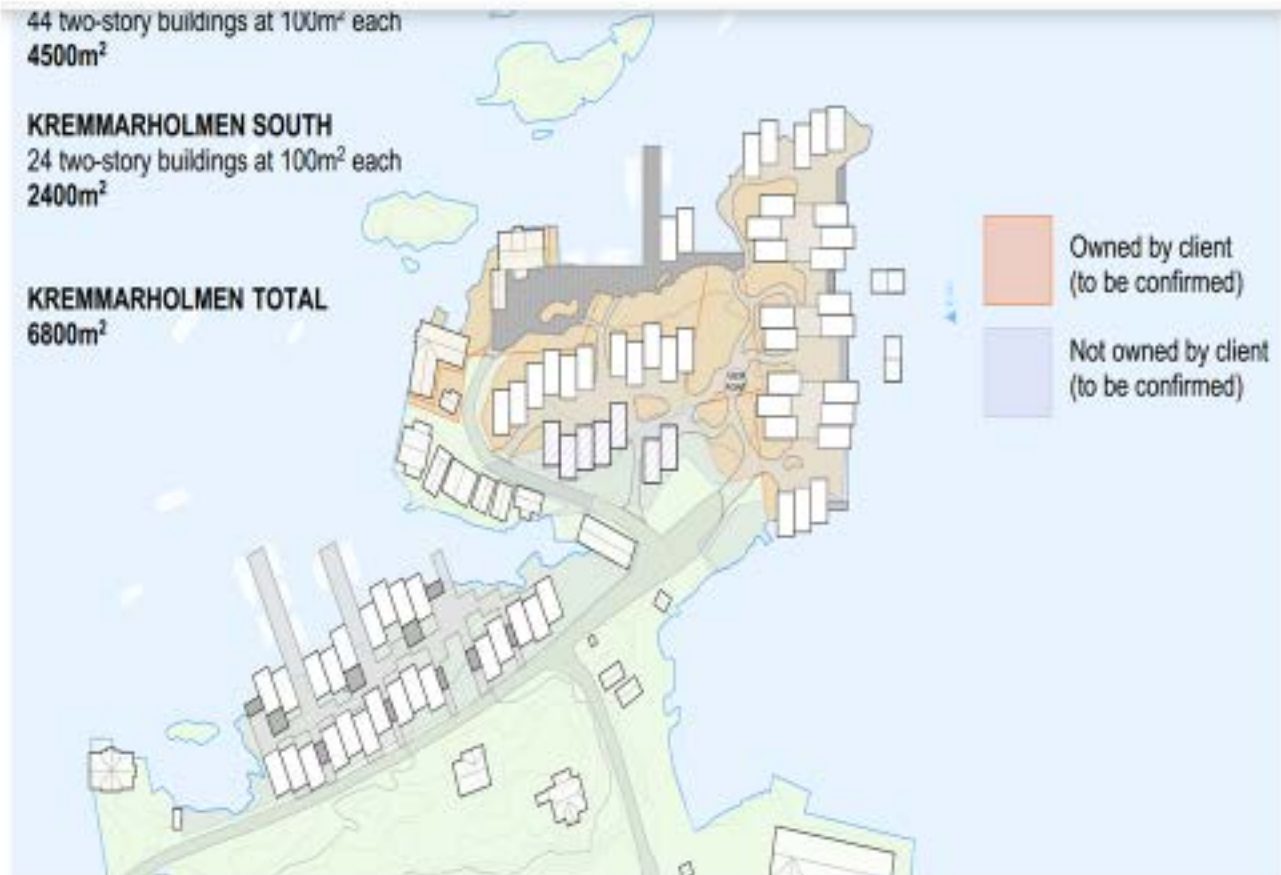 44 two-story buildings at 100m² each
4500m²
KREMMARHOLMEN SOUTH
24 two-story buildings at 100m² each
2400m²
KREMMARHOLMEN TOTAL
6800m²
Owned by client
(to be confirmed)
Not owned by client
(to be confirmed)